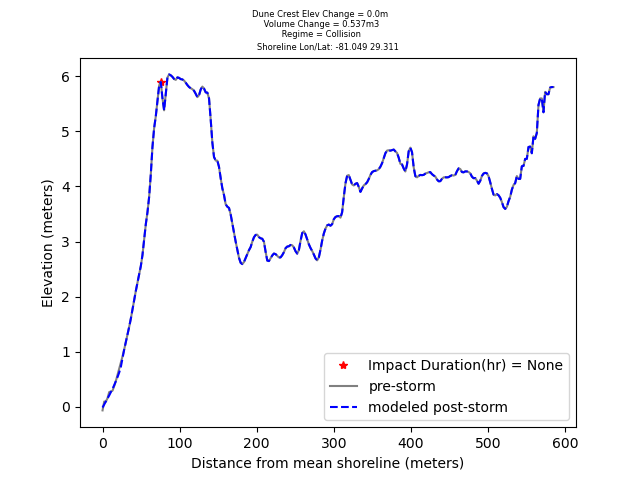 Dune Crest Elev Change = 0.0m
Volume Change = 0.537m3
Regime = Collision
Shoreline Lon/Lat: -81.049 29.311
6
5
4
3
2
1
0
Elevation (meters)
Impact Duration(hr) = None
pre-storm
modeled post-storm
0 100 200 300 400 500 600
Distance from mean shoreline (meters)